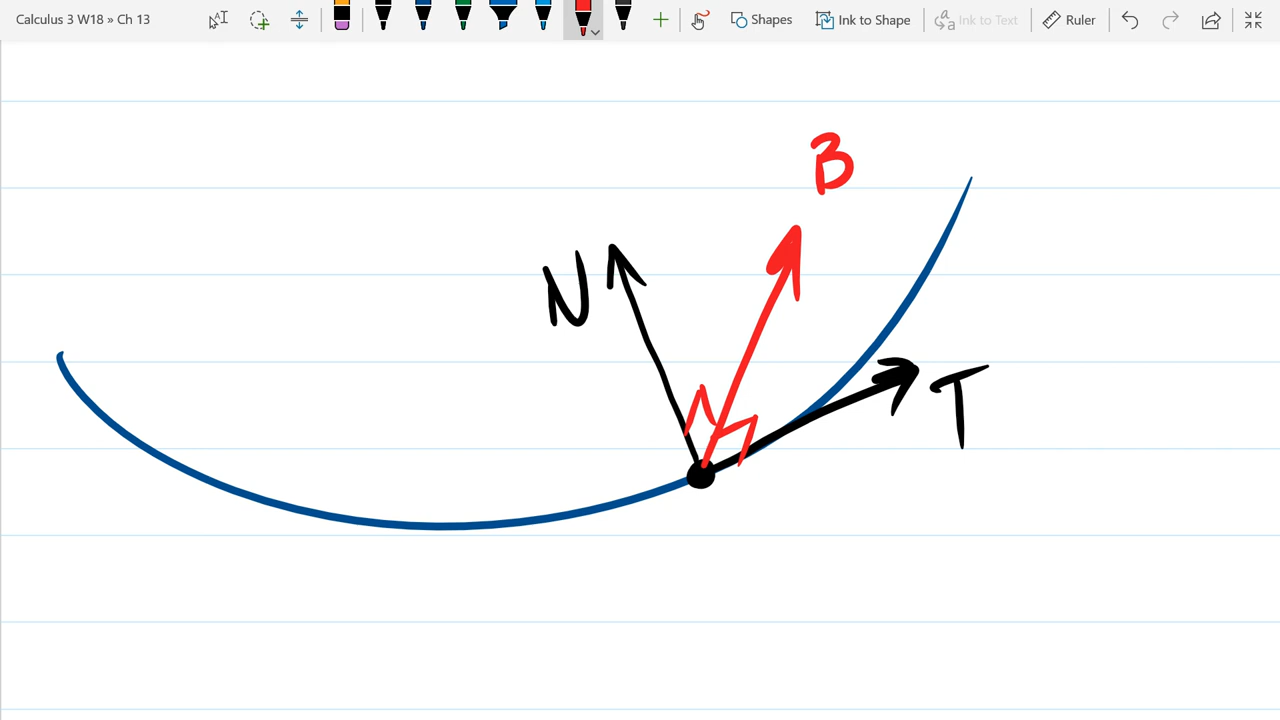 Calculus 3 W18 » Ch 13
Shapes
Ink to Shape
Ink to Text
Ruler
B
N
T